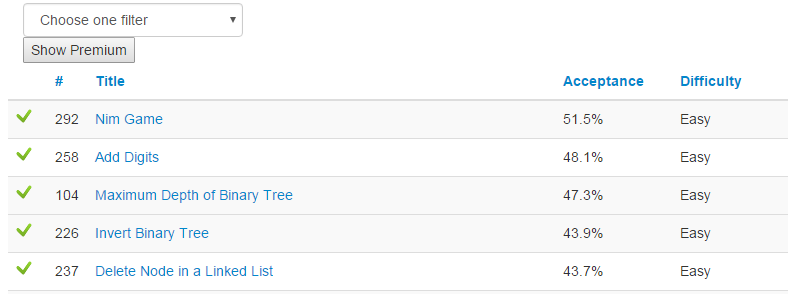 Choose one filter
Show Premium
# Title Acceptance Difficulty
292 Nim Game 51.5% Easy
258 Add Digits 48.1% Easy
104 Maximum Depth of Binary Tree 47.3% Easy
226 Invert Binary Tree 43.9% Easy
237 Delete Node in a Linked List 43.7% Easy